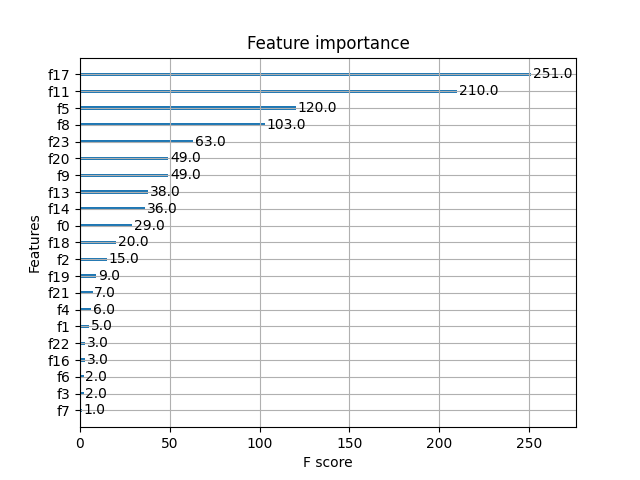 Feature importance
f17 251.0
f11 210.0
f5 120.0
f8 103.0
f23 63.0
f20 49.0
f9 49.0
f13 38.0
f14 36.0
f0 29.0
f18 20.0
f2 15.0
f19 9.0
f21 7.0
f4 6.0
f1 5.0
f22 3.0
f16 3.0
f6 2.0
f3 2.0
f7 1.0
Features
0 50 100 150 200 250
F score